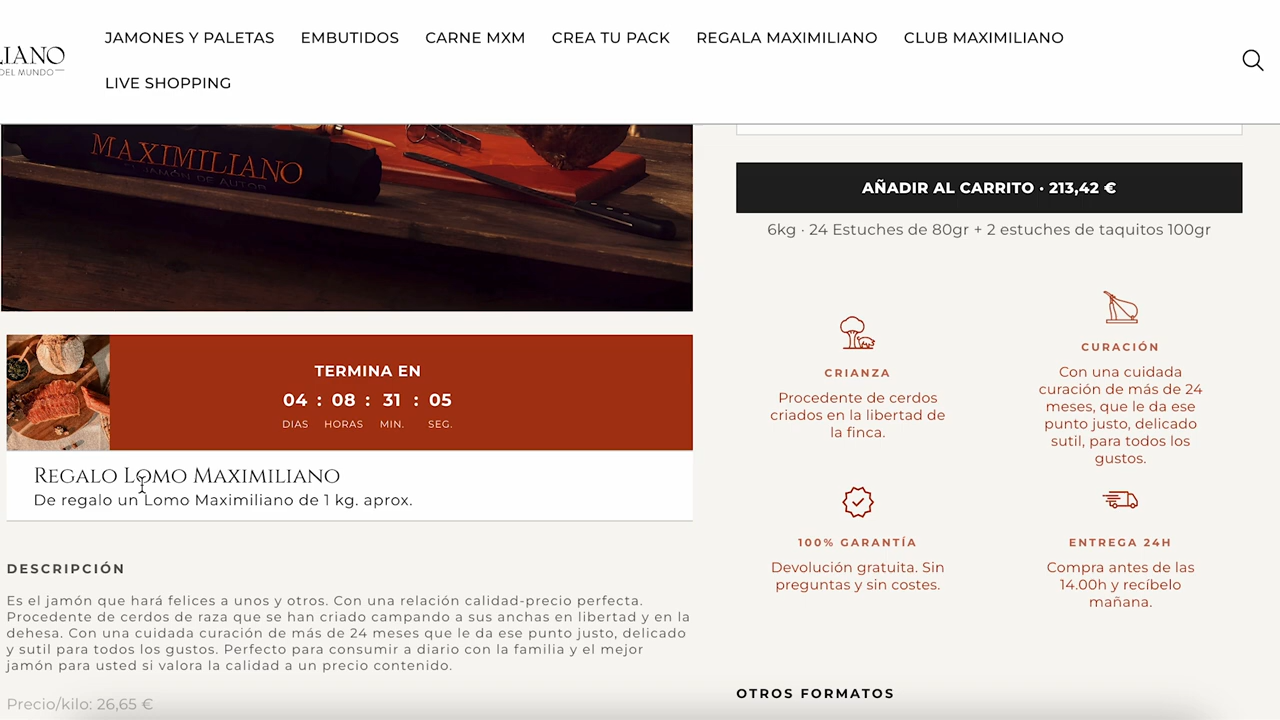 LIANO
DEL MUNDO
JAMONES Y PALETAS
EMBUTIDOS
CARNE MXM
CREA TU PACK
REGALA MAXIMILIANO
CLUB MAXIMILIANO
LIVE SHOPPING
MAXIMILIANO
EL JAMÓN DE AUTOR
TERMINA EN
04 : 08 : 31 : 05
DIAS HORAS MIN. SEG.
Regalo Lomo Maximiliano
De regalo un Lomo Maximiliano de 1 kg. aprox.
DESCRIPCIÓN
Es el jamón que hará felices a unos y otros. Con una relación calidad-precio perfecta.
Procedente de cerdos de raza que se han criado campando a sus anchas en libertad y en la
dehesa. Con una cuidada curación de más de 24 meses que le da ese punto justo, delicado
y sutil para todos los gustos. Perfecto para consumir a diario con la familia y el mejor
jamón para usted si valora la calidad a un precio contenido.
Precio/kilo: 26,65 €
AÑADIR AL CARRITO · 213,42 €
6kg · 24 Estuches de 80gr + 2 estuches de taquitos 100gr
CRIANZA
Procedente de cerdos
criados en la libertad de
la finca.
CURACIÓN
Con una cuidada
curación de más de 24
meses, que le da ese
punto justo, delicado
sutil, para todos los
gustos.
100% GARANTÍA
Devolución gratuita. Sin
preguntas y sin costes.
ENTREGA 24H
Compra antes de las
14.00h y recíbelo
mañana.
OTROS FORMATOS